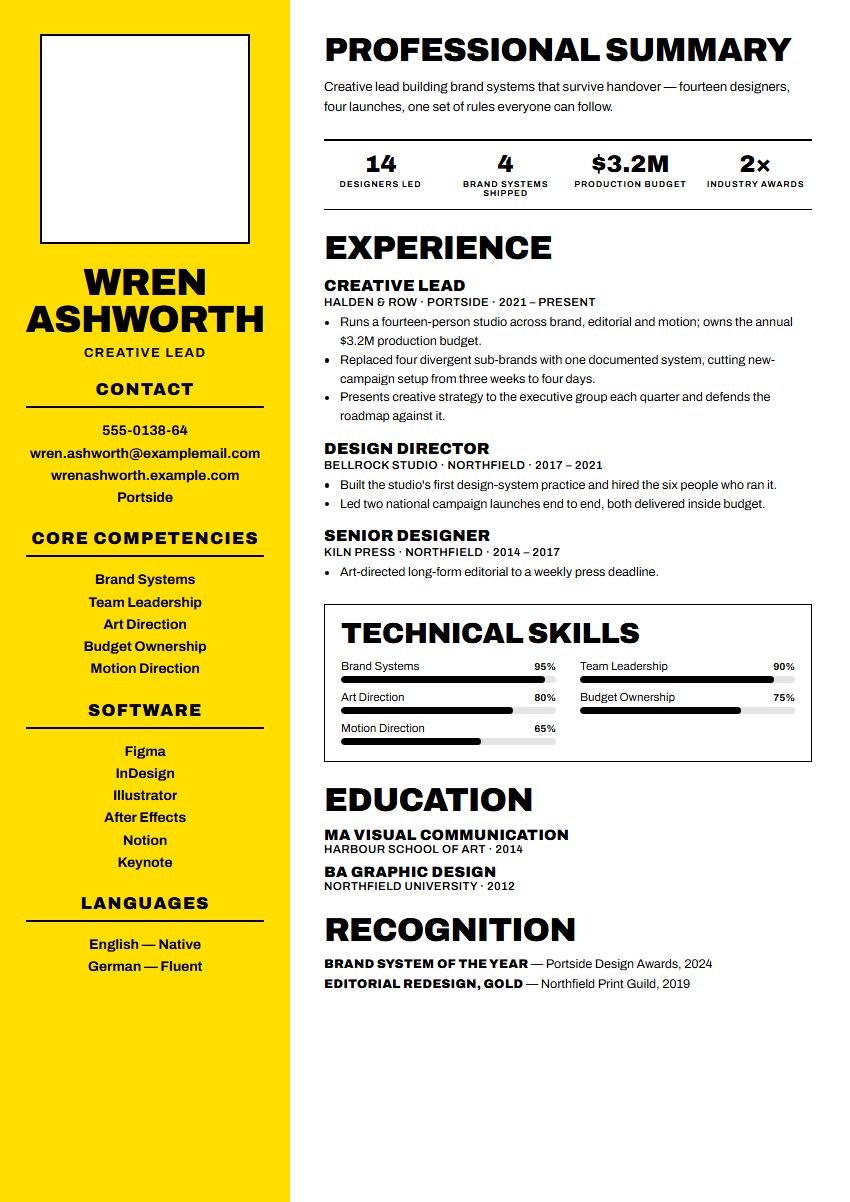 WREN
ASHWORTH
CREATIVE LEAD
CONTACT
555-0138-64
wren.ashworth@examplemail.com
wrenashworth.example.com
Portside
CORE COMPETENCIES
Brand Systems
Team Leadership
Art Direction
Budget Ownership
Motion Direction
SOFTWARE
Figma
InDesign
Illustrator
After Effects
Notion
Keynote
LANGUAGES
English — Native
German — Fluent
PROFESSIONAL SUMMARY
Creative lead building brand systems that survive handover — fourteen designers,
four launches, one set of rules everyone can follow.
14
DESIGNERS LED
4
BRAND SYSTEMS
SHIPPED
$3.2M
PRODUCTION BUDGET
2×
INDUSTRY AWARDS
EXPERIENCE
CREATIVE LEAD
HALDEN & ROW · PORTSIDE · 2021 – PRESENT
• Runs a fourteen-person studio across brand, editorial and motion; owns the annual
$3.2M production budget.
• Replaced four divergent sub-brands with one documented system, cutting new-
campaign setup from three weeks to four days.
• Presents creative strategy to the executive group each quarter and defends the
roadmap against it.
DESIGN DIRECTOR
BELLROCK STUDIO · NORTHFIELD · 2017 – 2021
• Built the studio's first design-system practice and hired the six people who ran it.
• Led two national campaign launches end to end, both delivered inside budget.
SENIOR DESIGNER
KILN PRESS · NORTHFIELD · 2014 – 2017
• Art-directed long-form editorial to a weekly press deadline.
TECHNICAL SKILLS
Brand Systems 95%
Team Leadership 90%
Art Direction 80%
Budget Ownership 75%
Motion Direction 65%
EDUCATION
MA VISUAL COMMUNICATION
HARBOUR SCHOOL OF ART · 2014
BA GRAPHIC DESIGN
NORTHFIELD UNIVERSITY · 2012
RECOGNITION
BRAND SYSTEM OF THE YEAR — Portside Design Awards, 2024
EDITORIAL REDESIGN, GOLD — Northfield Print Guild, 2019